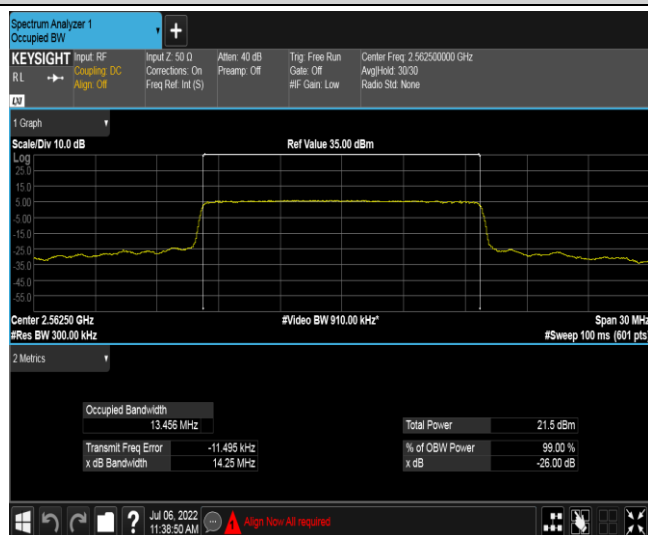 Spectrum Analyzer 1
Occupied BW
+
KEYSIGHT Input: RF Input Z: 50 Ω Atten: 40 dB Trig: Free Run Center Freq: 2.562500000 GHz
RL Coupling: DC Corrections: On Preamp: Off Gate: Off Avg|Hold: 30/30
Align: Off Freq Ref: Int (S) #IF Gain: Low Radio Std: None
LXI
1 Graph
Scale/Div 10.0 dB Ref Value 35.00 dBm
Log
25.0
15.0
5.00
-5.00
-15.0
-25.0
-35.0
-45.0
-55.0
Center 2.56250 GHz #Video BW 910.00 kHz* Span 30 MHz
#Res BW 300.00 kHz #Sweep 100 ms (601 pts)
2 Metrics
Occupied Bandwidth
13.456 MHz Total Power 21.5 dBm
Transmit Freq Error -11.495 kHz % of OBW Power 99.00 %
x dB Bandwidth 14.25 MHz x dB -26.00 dB
? Jul 06, 2022
11:38:50 AM Align Now All required